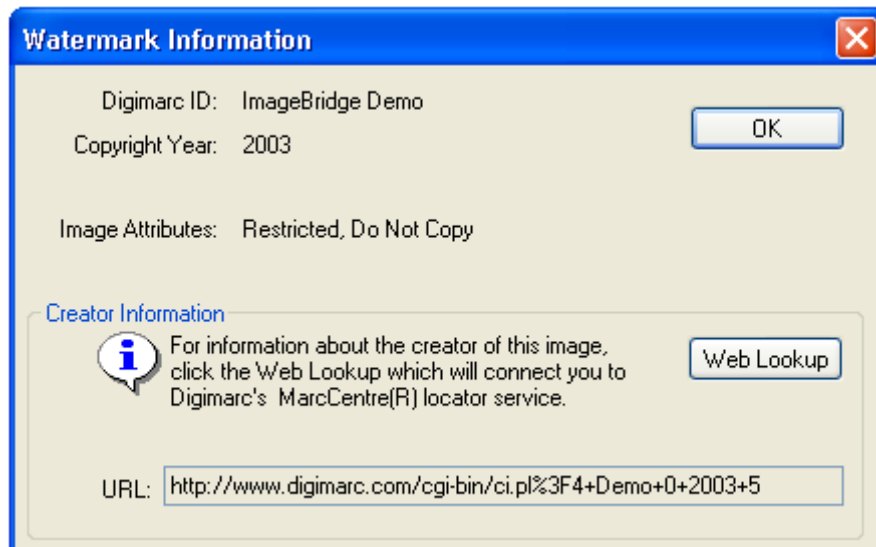 Watermark Information
Digimarc ID: ImageBridge Demo
OK
Copyright Year: 2003
Image Attributes: Restricted, Do Not Copy
Creator Information
For information about the creator of this image,
click the Web Lookup which will connect you to
Digimarc's MarcCentre(R) locator service.
Web Lookup
URL: http://www.digimarc.com/cgi-bin/ci.pl%3F4+Demo+0+2003+5